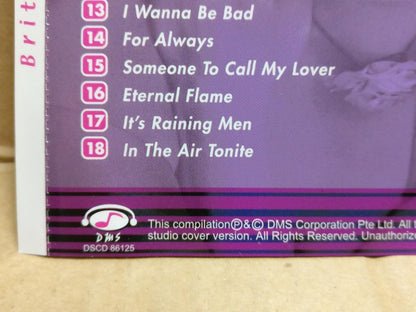 13 I Wanna Be Bad
14 For Always
15 Someone To Call My Lover
16 Eternal Flame
17 It's Raining Men
18 In The Air Tonite
Brit
DMS
DSCD 86125
This compilation Ⓟ&© DMS Corporation Pte Ltd. All t
studio cover version. All Rights Reserved. Unauthorize